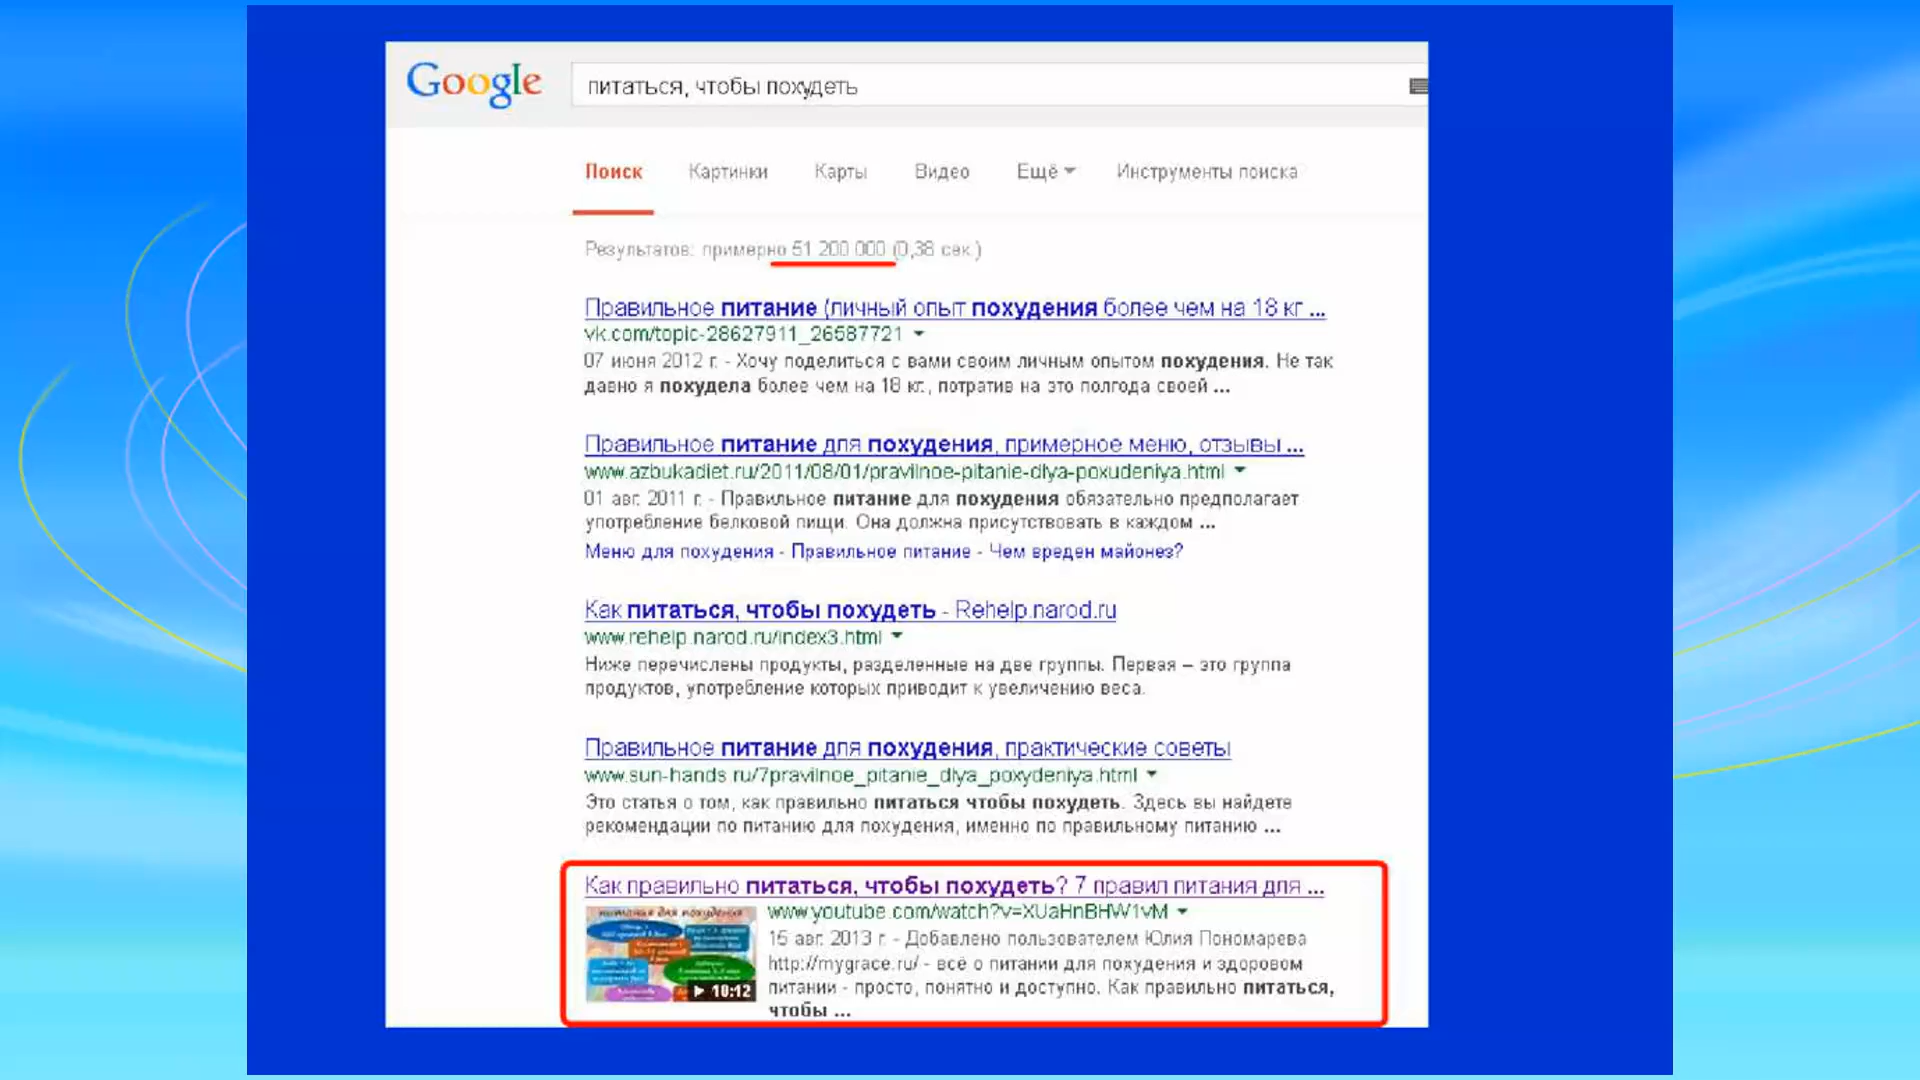 Google
питаться, чтобы похудеть
Поиск Картинки Карты Видео Ещё Инструменты поиска
Результатов: примерно 51 200 000 (0,38 сек.)
Правильное питание (личный опыт похудения более чем на 18 кг ...
vk.com/topic-28627911_26587721
07 июня 2012 г. - Хочу поделиться с вами своим личным опытом похудения. Не так
давно я похудела более чем на 18 кг., потратив на это полгода своей ...
Правильное питание для похудения, примерное меню, отзывы ...
www.azbukadiet.ru/2011/08/01/pravilnoe-pitanie-dlya-poxudeniya.html
01 авг. 2011 г. - Правильное питание для похудения обязательно предполагает
употребление белковой пищи. Она должна присутствовать в каждом ...
Меню для похудения - Правильное питание - Чем вреден майонез?
Как питаться, чтобы похудеть - Rehelp.narod.ru
www.rehelp.narod.ru/index3.html
Ниже перечислены продукты, разделенные на две группы. Первая – это группа
продуктов, употребление которых приводит к увеличению веса.
Правильное питание для похудения, практические советы
www.sun-hands.ru/7pravilnoe_pitanie_dlya_poxydeniya.html
Это статья о том, как правильно питаться чтобы похудеть. Здесь вы найдете
рекомендации по питанию для похудения, именно по правильному питанию ...
Как правильно питаться, чтобы похудеть? 7 правил питания для ...
питания для похудения
10:12
www.youtube.com/watch?v=XUaHnBHW1vM
15 авг. 2013 г. - Добавлено пользователем Юлия Пономарева
http://mygrace.ru/ - всё о питании для похудения и здоровом
питании - просто, понятно и доступно. Как правильно питаться,
чтобы ...